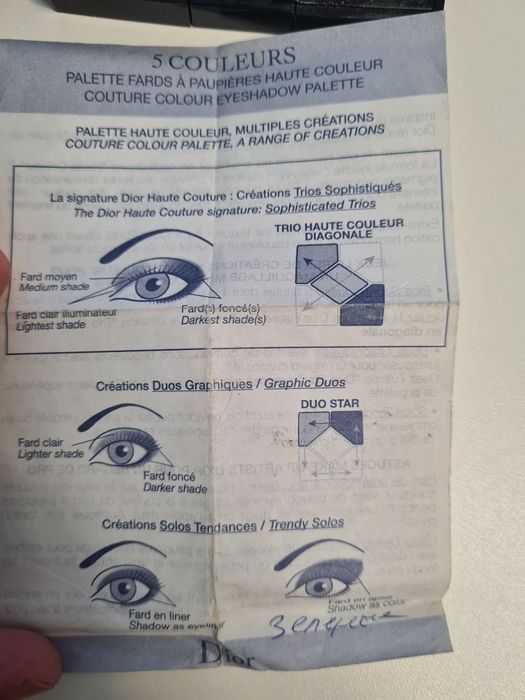 5 COULEURS
PALETTE FARDS À PAUPIÈRES HAUTE COULEUR
COUTURE COLOUR EYESHADOW PALETTE
PALETTE HAUTE COULEUR, MULTIPLES CRÉATIONS
COUTURE COLOUR PALETTE, A RANGE OF CREATIONS
La signature Dior Haute Couture : Créations Trios Sophistiqués
The Dior Haute Couture signature: Sophisticated Trios
TRIO HAUTE COULEUR
DIAGONALE
Fard moyen
Medium shade
Fard clair illuminateur
Lightest shade
Fard(s) foncé(s)
Darkest shade(s)
Créations Duos Graphiques / Graphic Duos
DUO STAR
Fard clair
Lighter shade
Fard foncé
Darker shade
Créations Solos Tendances / Trendy Solos
Fard en liner
Shadow as eyeliner
Shadow as color
Dior